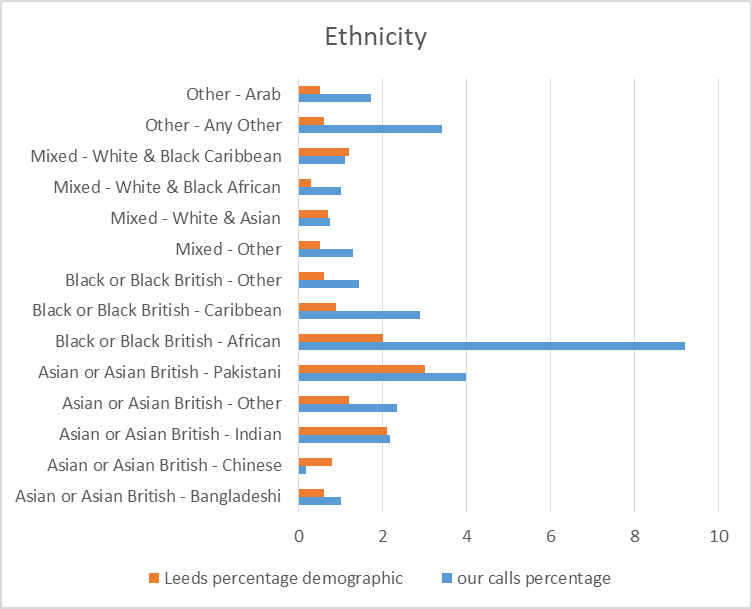 Ethnicity
Other - Arab
Other - Any Other
Mixed - White & Black Caribbean
Mixed - White & Black African
Mixed - White & Asian
Mixed - Other
Black or Black British - Other
Black or Black British - Caribbean
Black or Black British - African
Asian or Asian British - Pakistani
Asian or Asian British - Other
Asian or Asian British - Indian
Asian or Asian British - Chinese
Asian or Asian British - Bangladeshi
0 2 4 6 8 10
Leeds percentage demographic our calls percentage